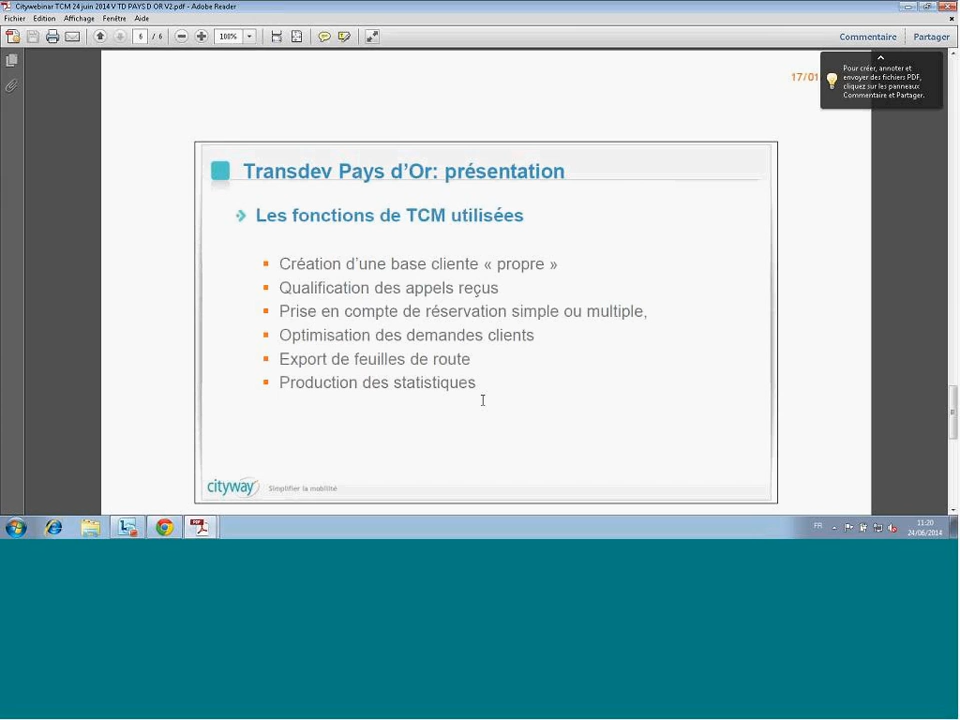 Citywebinar TCM 24 juin 2014 V TD PAYS D OR V2.pdf - Adobe Reader
Fichier Edition Affichage Fenêtre Aide
6 / 6 100% Commentaire Partager
17/01
Pour créer, annoter et
envoyer des fichiers PDF,
cliquez sur les panneaux
Commentaire et Partager.
Transdev Pays d'Or: présentation
Les fonctions de TCM utilisées
Création d'une base cliente « propre »
Qualification des appels reçus
Prise en compte de réservation simple ou multiple,
Optimisation des demandes clients
Export de feuilles de route
Production des statistiques
cityway Simplifier la mobilité
FR
11:20
24/06/2014